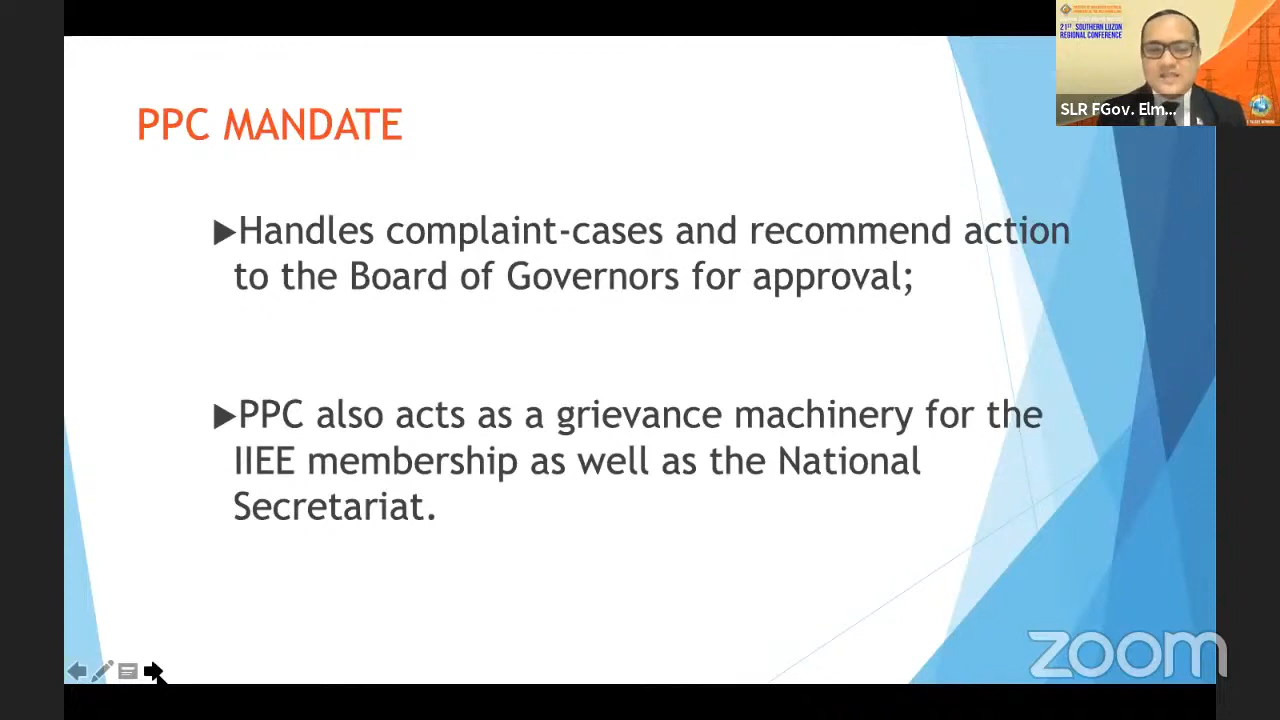 PPC MANDATE
▶Handles complaint-cases and recommend action
to the Board of Governors for approval;
▶PPC also acts as a grievance machinery for the
IIEE membership as well as the National
Secretariat.
21ST SOUTHERN LUZON
REGIONAL CONFERENCE
SLR FGov. Elm...
zoom